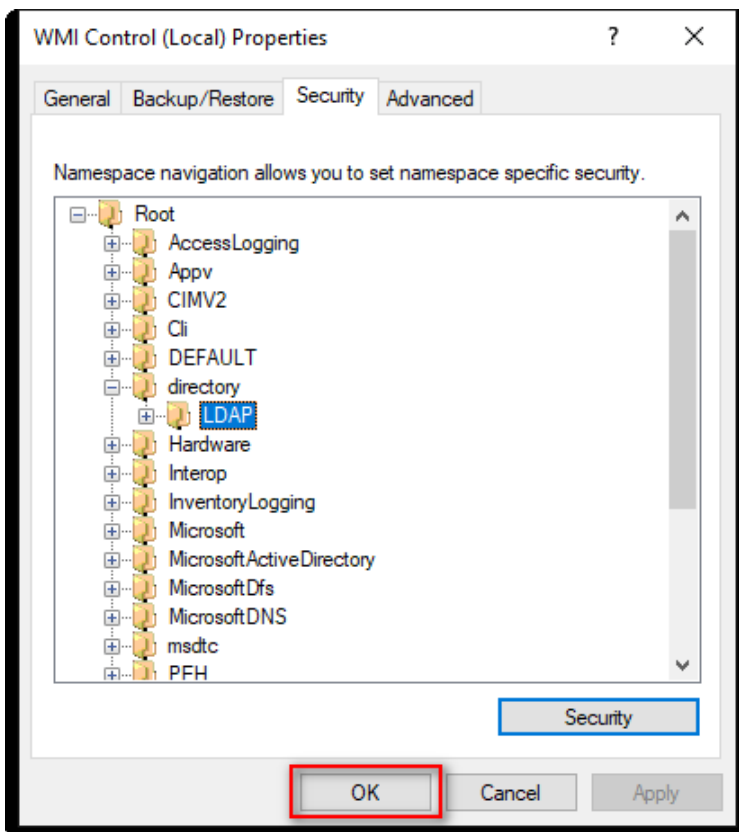 WMI Control (Local) Properties ? ×
General Backup/Restore Security Advanced
Namespace navigation allows you to set namespace specific security.
Root
AccessLogging
Appv
CIMV2
Cli
DEFAULT
directory
LDAP
Hardware
Interop
InventoryLogging
Microsoft
MicrosoftActiveDirectory
MicrosoftDfs
MicrosoftDNS
msdtc
PEH
Security
OK Cancel Apply